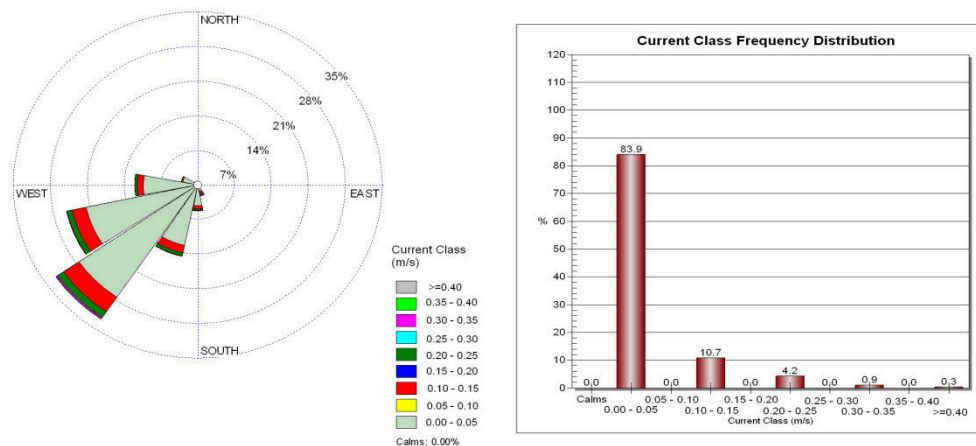 NORTH
35%
28%
21%
14%
7%
WEST
EAST
SOUTH
Current Class
(m/s)
>=0.40
0.35 - 0.40
0.30 - 0.35
0.25 - 0.30
0.20 - 0.25
0.15 - 0.20
0.10 - 0.15
0.05 - 0.10
0.00 - 0.05
Calms: 0.00%
Current Class Frequency Distribution
120
110
100
90
80
70
60
50
40
30
20
10
0
%
0.0
83.9
0.0
10.7
0.0
4.2
0.0
0.9
0.0
0.3
Calms
0.00 - 0.05
0.05 - 0.10
0.10 - 0.15
0.15 - 0.20
0.20 - 0.25
0.25 - 0.30
0.30 - 0.35
0.35 - 0.40
>=0.40
Current Class (m/s)